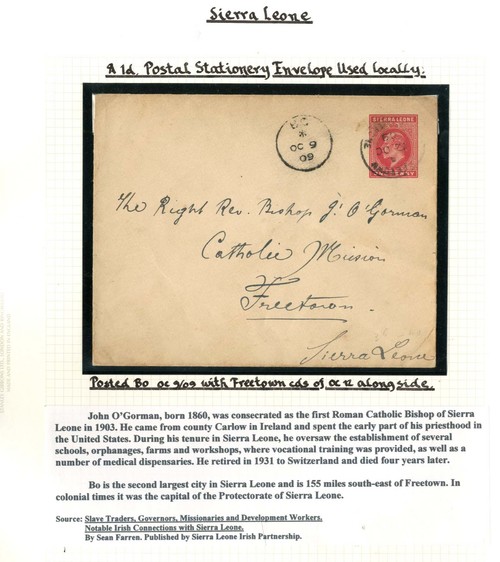 Sierra Leone
A 1d. Postal Stationery Envelope Used locally.
BO
*
OC 9
09
SIERRA LEONE
The Right Rev. Bishop J. O'Gorman
Catholic Mission
Freetown.
Sierra Leone
Posted Bo oc 9/09 with Freetown cds of oc 12 alongside.
John O'Gorman, born 1860, was consecrated as the first Roman Catholic Bishop of Sierra
Leone in 1903. He came from county Carlow in Ireland and spent the early part of his priesthood in
the United States. During his tenure in Sierra Leone, he oversaw the establishment of several
schools, orphanages, farms and workshops, where vocational training was provided, as well as a
number of medical dispensaries. He retired in 1931 to Switzerland and died four years later.
Bo is the second largest city in Sierra Leone and is 155 miles south-east of Freetown. In
colonial times it was the capital of the Protectorate of Sierra Leone.
Source: Slave Traders, Governors, Missionaries and Development Workers.
Notable Irish Connections with Sierra Leone.
By Sean Farren. Published by Sierra Leone Irish Partnership.